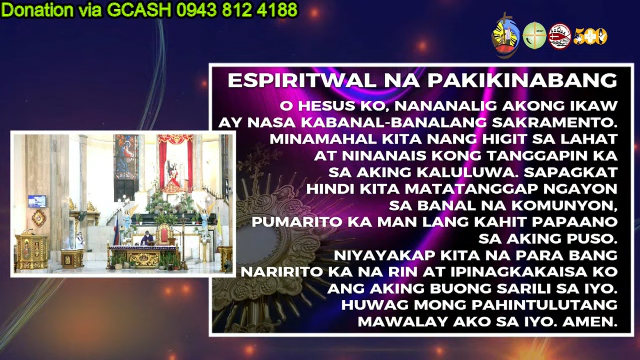 Donation via GCASH 0943 812 4188
500
ESPIRITWAL NA PAKIKINABANG
O HESUS KO, NANANALIG AKONG IKAW
AY NASA KABANAL-BANALANG SAKRAMENTO.
MINAMAHAL KITA NANG HIGIT SA LAHAT
AT NINANAIS KONG TANGGAPIN KA
SA AKING KALULUWA. SAPAGKAT
HINDI KITA MATATANGGAP NGAYON
SA BANAL NA KOMUNYON,
PUMARITO KA MAN LANG KAHIT PAPAANO
SA AKING PUSO.
NIYAYAKAP KITA NA PARA BANG
NARIRITO KA NA RIN AT IPINAGKAKAISA KO
ANG AKING BUONG SARILI SA IYO.
HUWAG MONG PAHINTULUTANG
MAWALAY AKO SA IYO. AMEN.